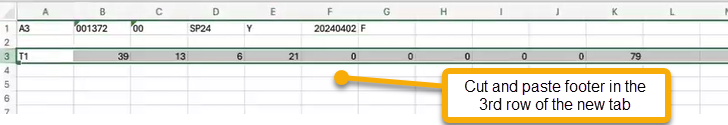 A B C D E F G H I J K L
1 A3 001372 00 SP24 Y 20240402 F
2
3 T1 39 13 6 21 0 0 0 0 0 79
4
5
6
7
Cut and paste footer in the
3rd row of the new tab